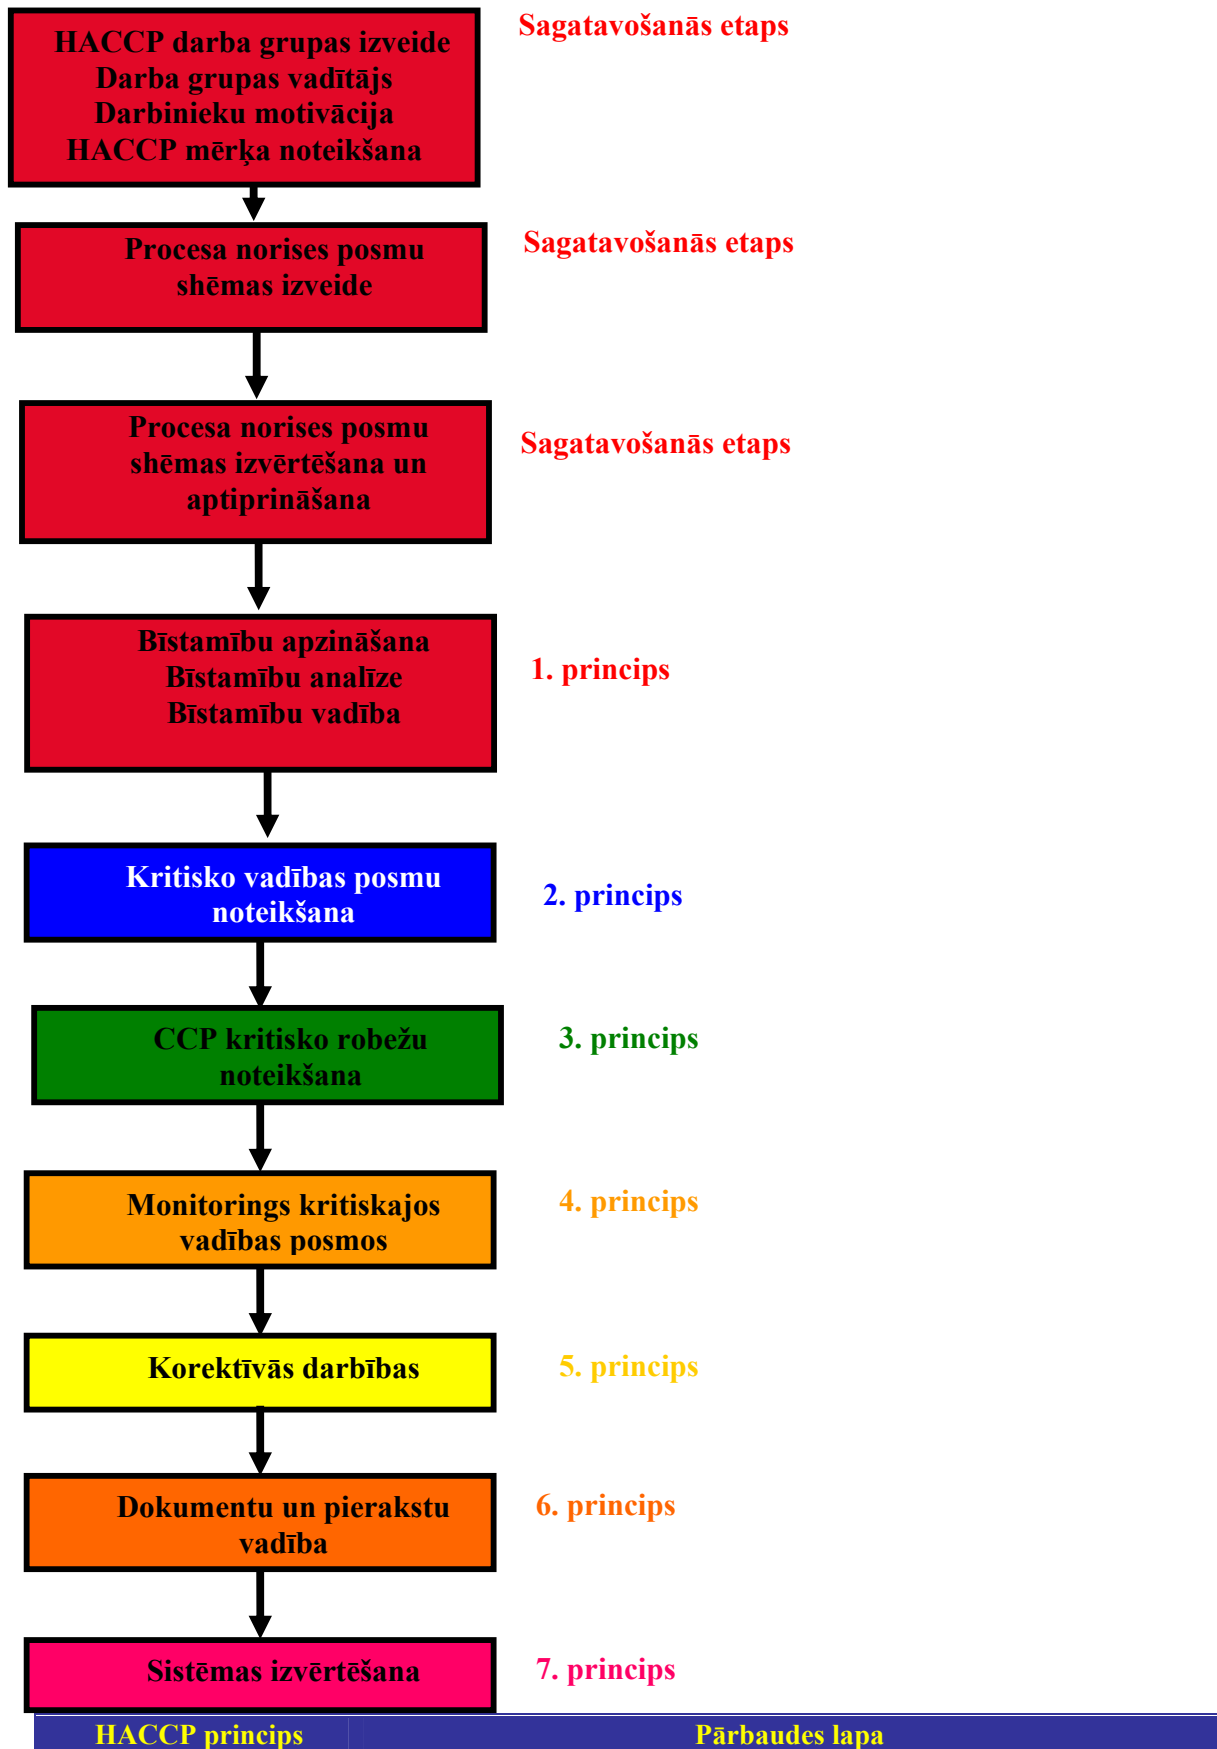 Sagatavošanās etaps
HACCP darba grupas izveide
Darba grupas vadītājs
Darbinieku motivācija
HACCP mērķa noteikšana
Procesa norises posmu
shēmas izveide
Sagatavošanās etaps
Procesa norises posmu
shēmas izvērtēšana un
aptiprināšana
Sagatavošanās etaps
Bīstamību apzināšana
Bīstamību analīze
Bīstamību vadība
1. princips
Kritisko vadības posmu
noteikšana
2. princips
CCP kritisko robežu
noteikšana
3. princips
Monitorings kritiskajos
vadības posmos
4. princips
Korektīvās darbības
5. princips
Dokumentu un pierakstu
vadība
6. princips
Sistēmas izvērtēšana
7. princips
HACCP princips
Pārbaudes lapa